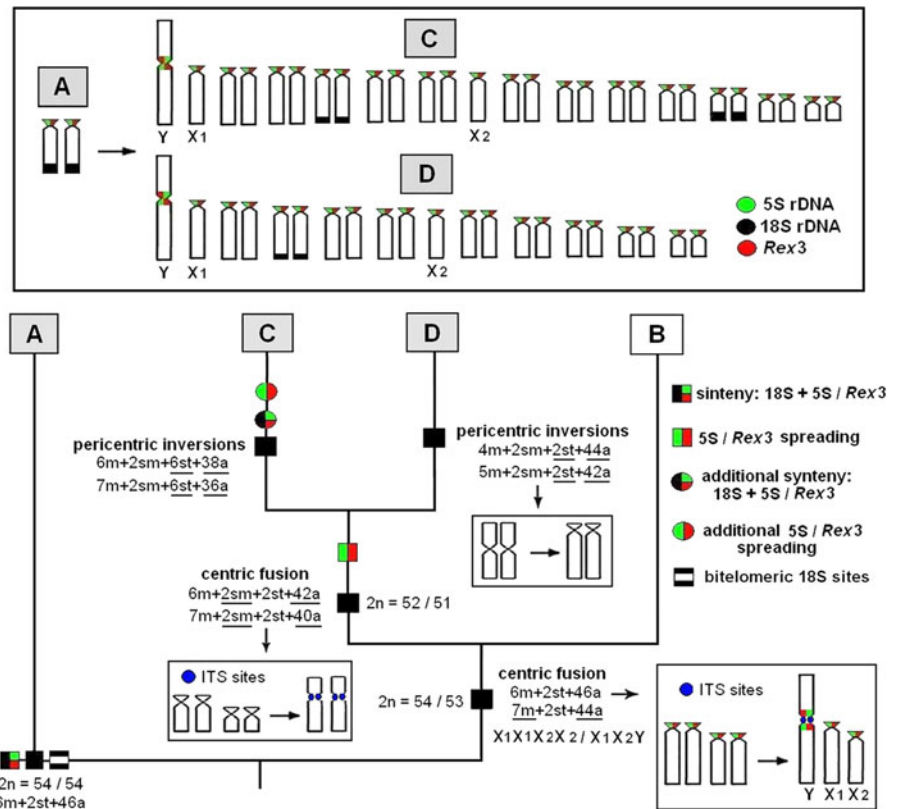 A
C
Y
X1
X2
D
Y
X1
X2
5S rDNA
18S rDNA
Rex3
A
C
D
B
pericentric inversions
6m+2sm+6st+38a
7m+2sm+6st+36a
pericentric inversions
4m+2sm+2st+44a
5m+2sm+2st+42a
sinteny: 18S + 5S / Rex3
5S / Rex3 spreading
additional synteny:
18S + 5S / Rex3
additional 5S / Rex3
spreading
bitelomeric 18S sites
centric fusion
6m+2sm+2st+42a
7m+2sm+2st+40a
2n = 52 / 51
ITS sites
2n = 54 / 53
centric fusion
6m+2st+46a
7m+2st+44a
X1X1X2X2 / X1X2Y
ITS sites
Y X1 X2
2n = 54 / 54
6m+2st+46a